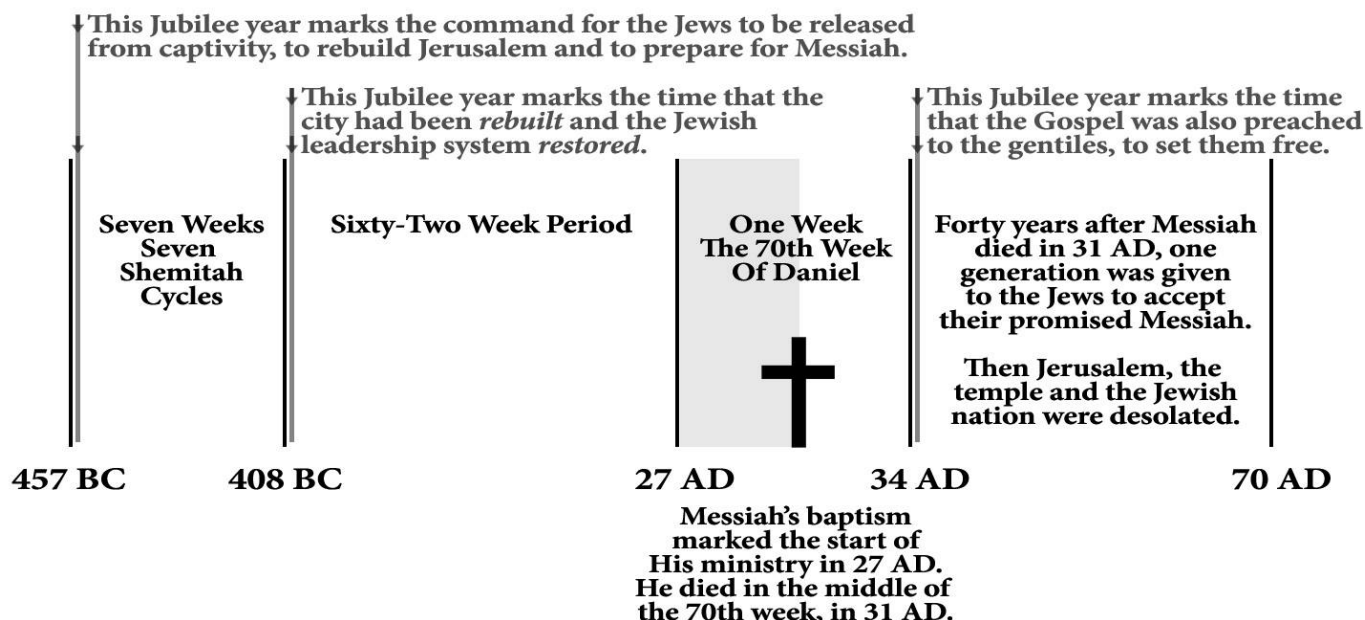 This Jubilee year marks the command for the Jews to be released
from captivity, to rebuild Jerusalem and to prepare for Messiah.
This Jubilee year marks the time that the
city had been rebuilt and the Jewish
leadership system restored.
This Jubilee year marks the time
that the Gospel was also preached
to the gentiles, to set them free.
Seven Weeks
Seven
Shemitah
Cycles
Sixty-Two Week Period
One Week
The 70th Week
Of Daniel
Forty years after Messiah
died in 31 AD, one
generation was given
to the Jews to accept
their promised Messiah.
Then Jerusalem, the
temple and the Jewish
nation were desolated.
457 BC
408 BC
27 AD
34 AD
70 AD
Messiah's baptism
marked the start of
His ministry in 27 AD.
He died in the middle of
the 70th week, in 31 AD.